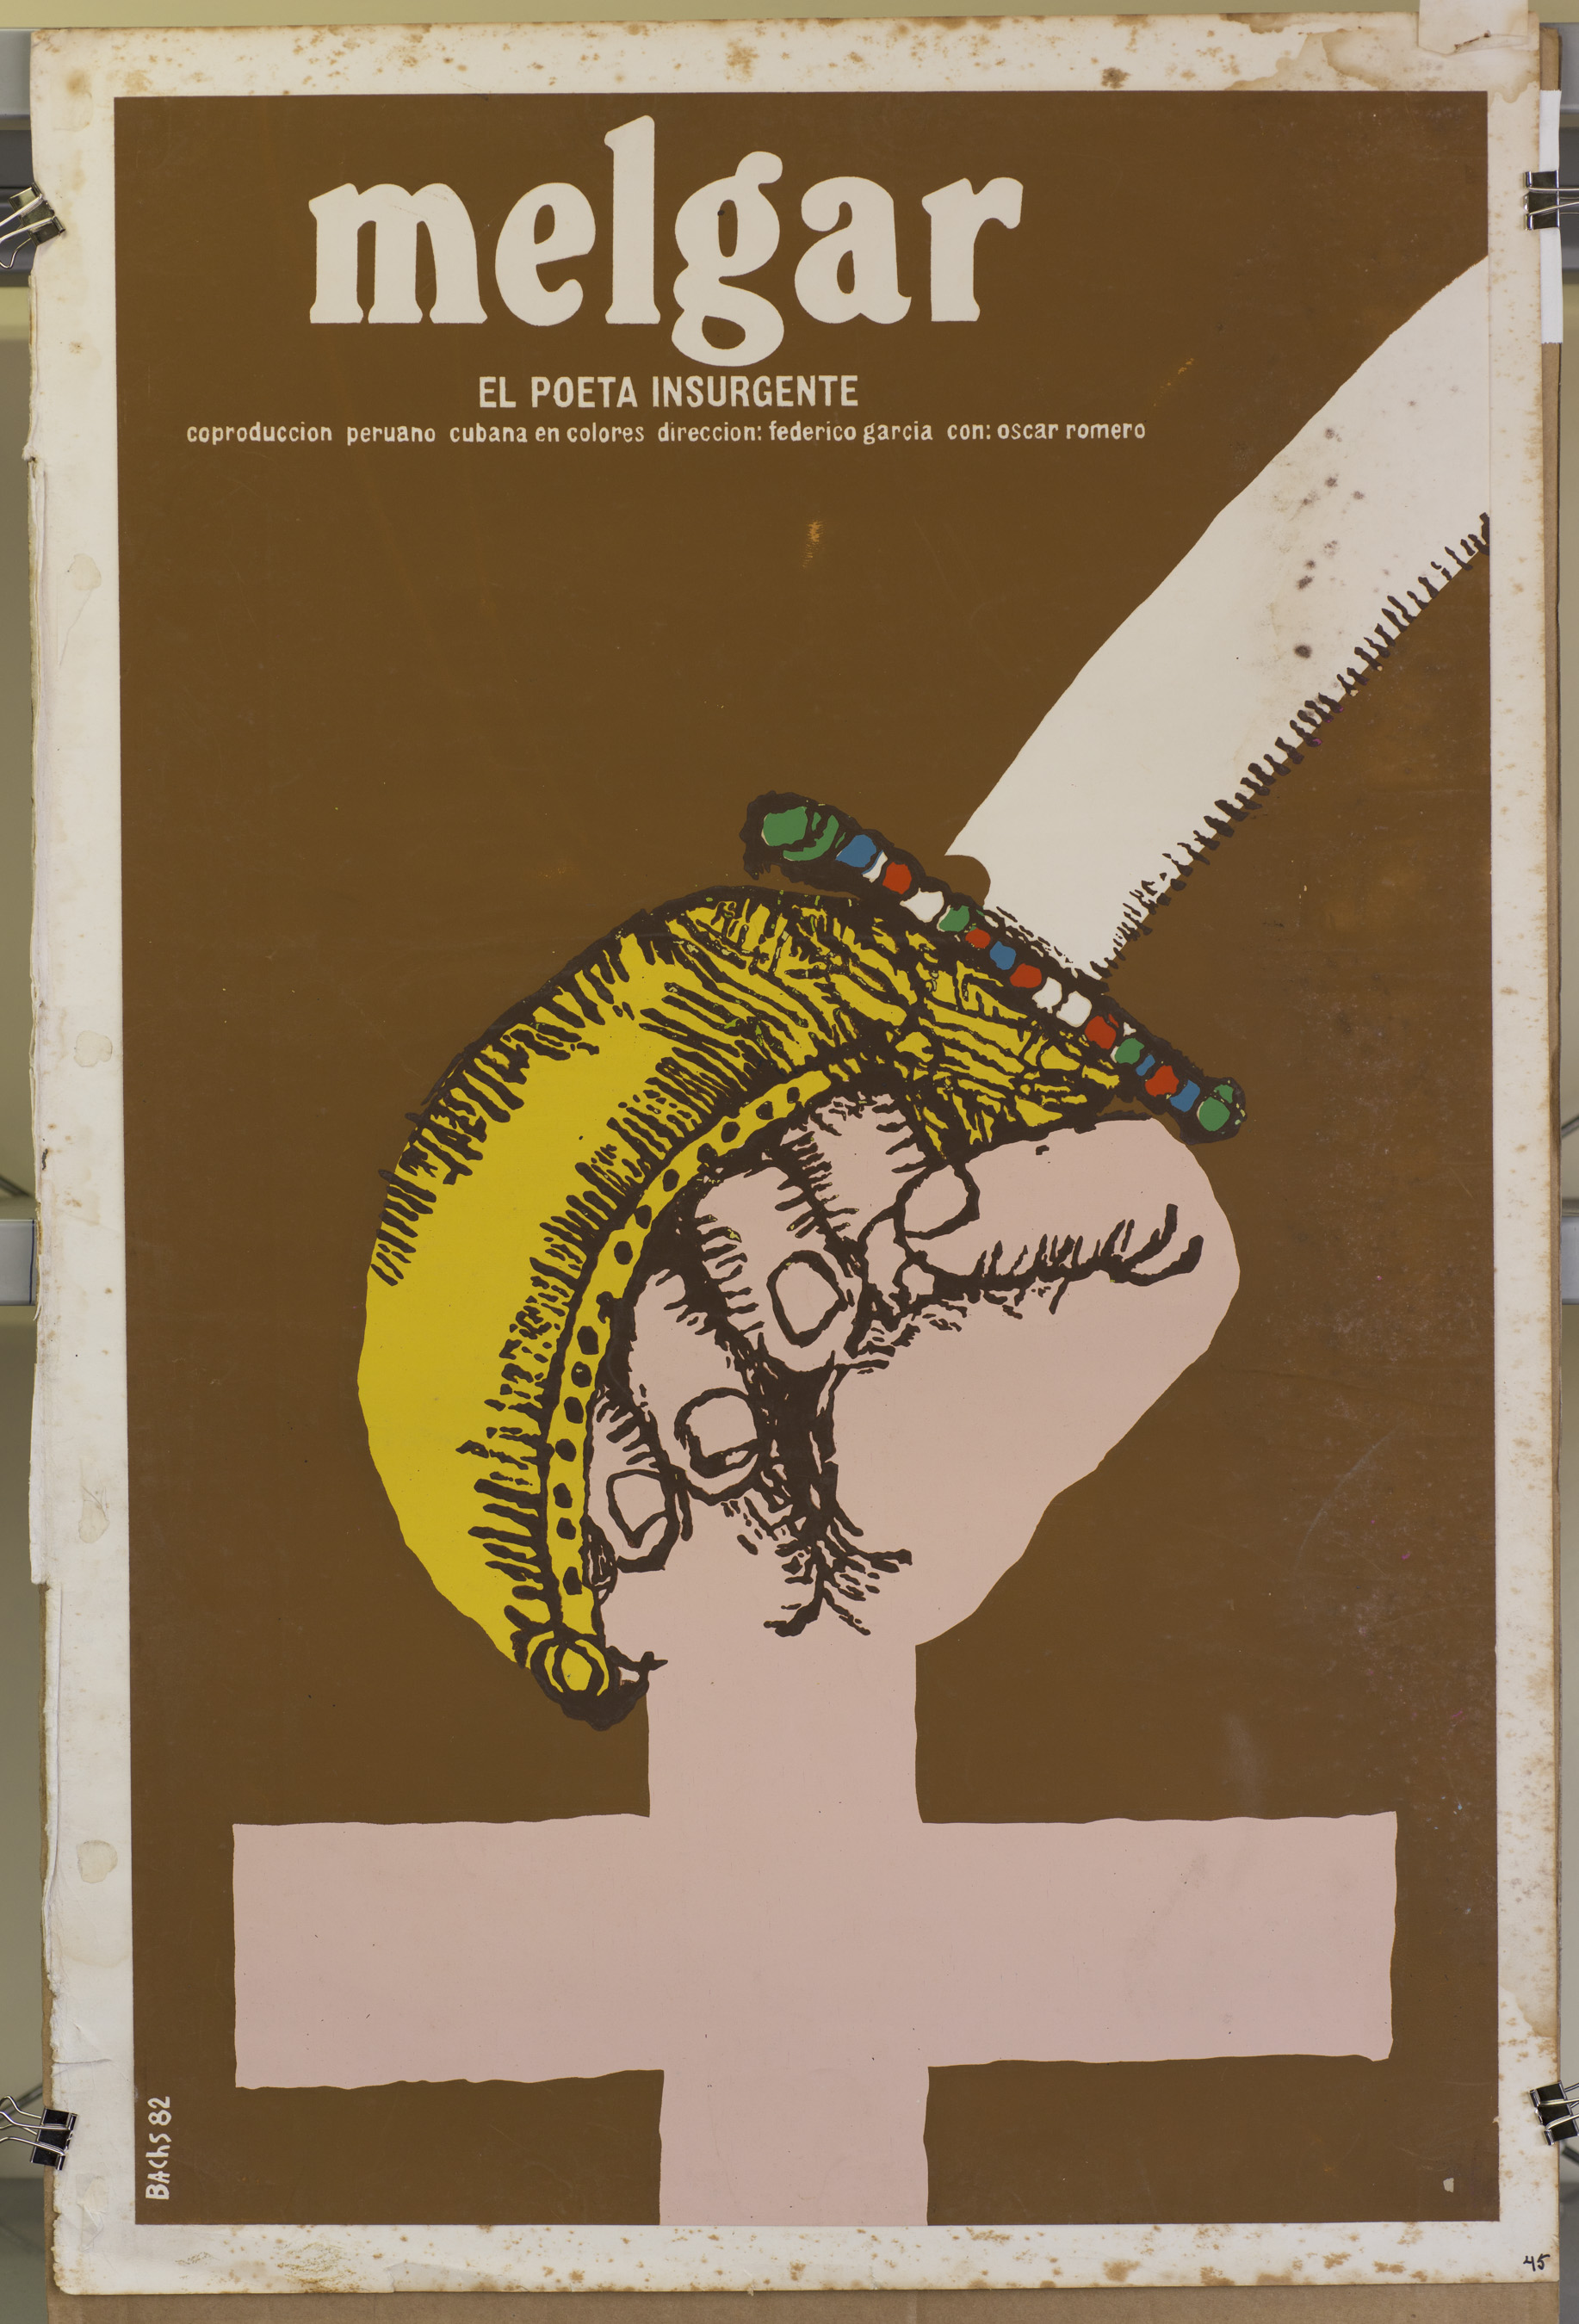 melgar
EL POETA INSURGENTE
coproduccion peruano cubana en colores direccion: federico garcia con: oscar romero
BAChS 82
45